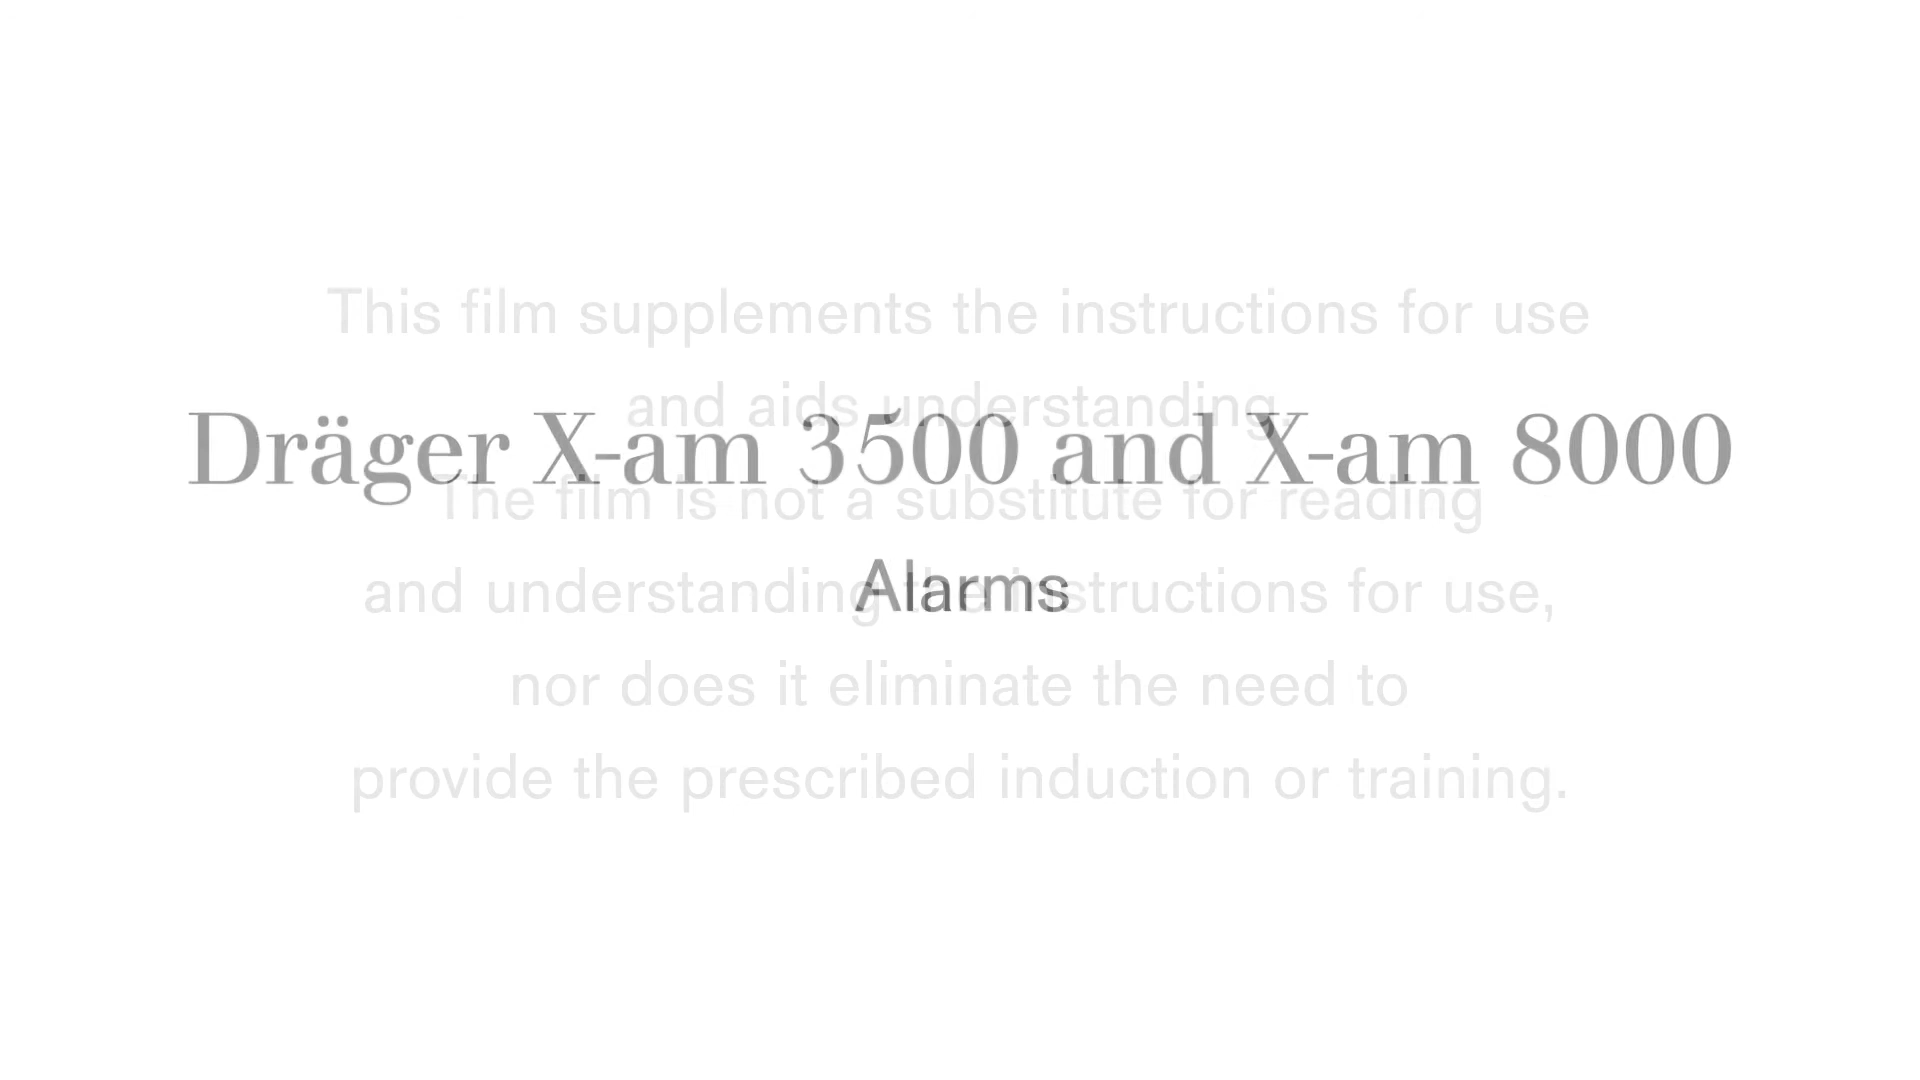 This film supplements the instructions for use
and aids understanding.
Dräger X-am 3500 and X-am 8000
The film is not a substitute for reading
Alarms
and understanding the instructions for use,
nor does it eliminate the need to
provide the prescribed induction or training.